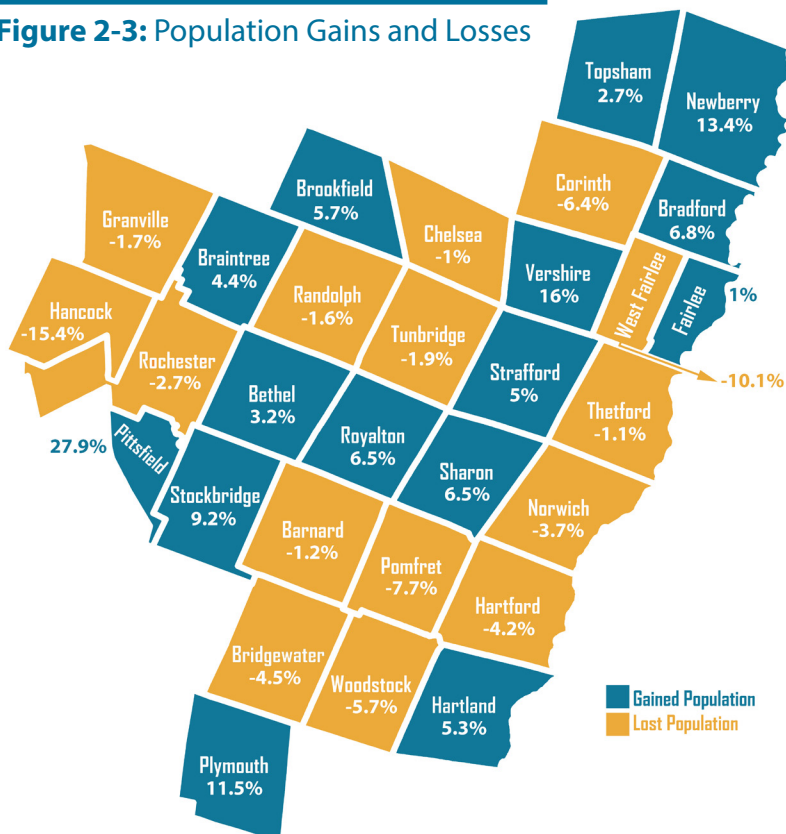 Figure 2-3: Population Gains and Losses
Topsham
2.7%
Newberry
13.4%
Corinth
-6.4%
Bradford
6.8%
Brookfield
5.7%
Chelsea
-1%
Granville
-1.7%
Braintree
4.4%
Vershire
16%
West Fairlee
-10.1%
Fairlee
1%
Hancock
-15.4%
Randolph
-1.6%
Tunbridge
-1.9%
Rochester
-2.7%
Strafford
5%
Bethel
3.2%
Thetford
-1.1%
Royalton
6.5%
Pittsfield
27.9%
Sharon
6.5%
Stockbridge
9.2%
Norwich
-3.7%
Barnard
-1.2%
Pomfret
-7.7%
Hartford
-4.2%
Bridgewater
-4.5%
Woodstock
-5.7%
Hartland
5.3%
Plymouth
11.5%
Gained Population
Lost Population